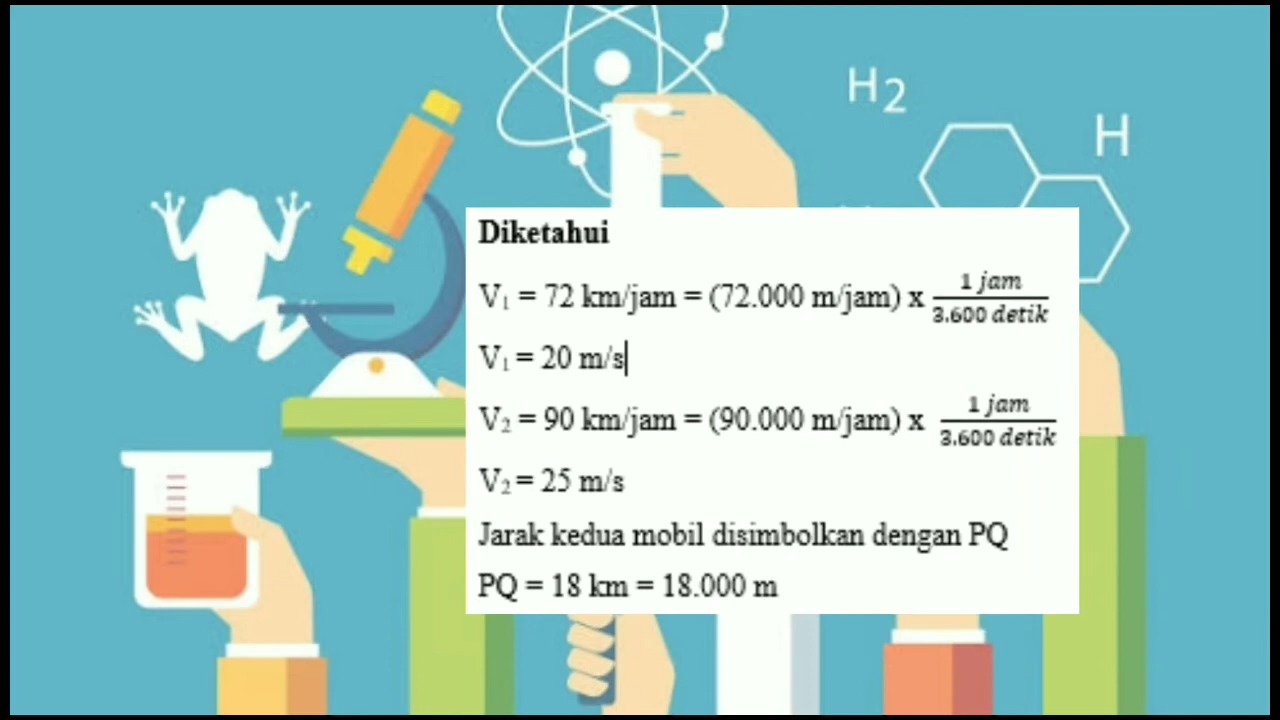 H2
H
Diketahui
V₁ = 72 km/jam = (72.000 m/jam) x 1 jam / 3.600 detik
V₁ = 20 m/s
V₂ = 90 km/jam = (90.000 m/jam) x 1 jam / 3.600 detik
V₂ = 25 m/s
Jarak kedua mobil disimbolkan dengan PQ
PQ = 18 km = 18.000 m